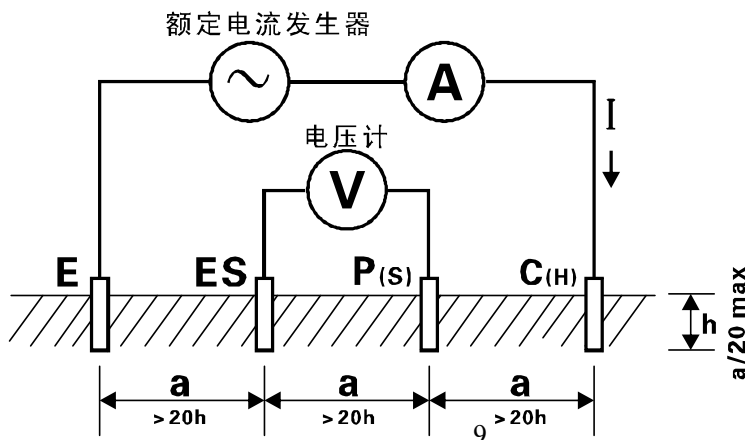 额定电流发生器
A
I
电压计
V
E ES P(S) C(H)
h
a/20 max
a a a
>20h >20h >20h
9